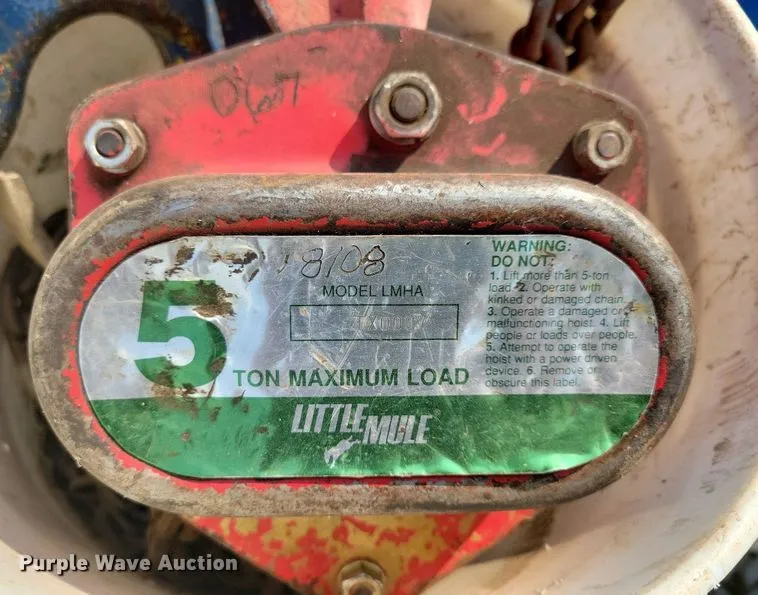 0607
8108
MODEL LMHA
5
TON MAXIMUM LOAD
LITTLE MULE
WARNING:
DO NOT:
1. Lift more than 5-ton
load. 2. Operate with
kinked or damaged chain.
3. Operate a damaged or
malfunctioning hoist. 4. Lift
people or loads over people.
5. Attempt to operate the
hoist with a power driven
device. 6. Remove or
obscure this label.
Purple Wave Auction